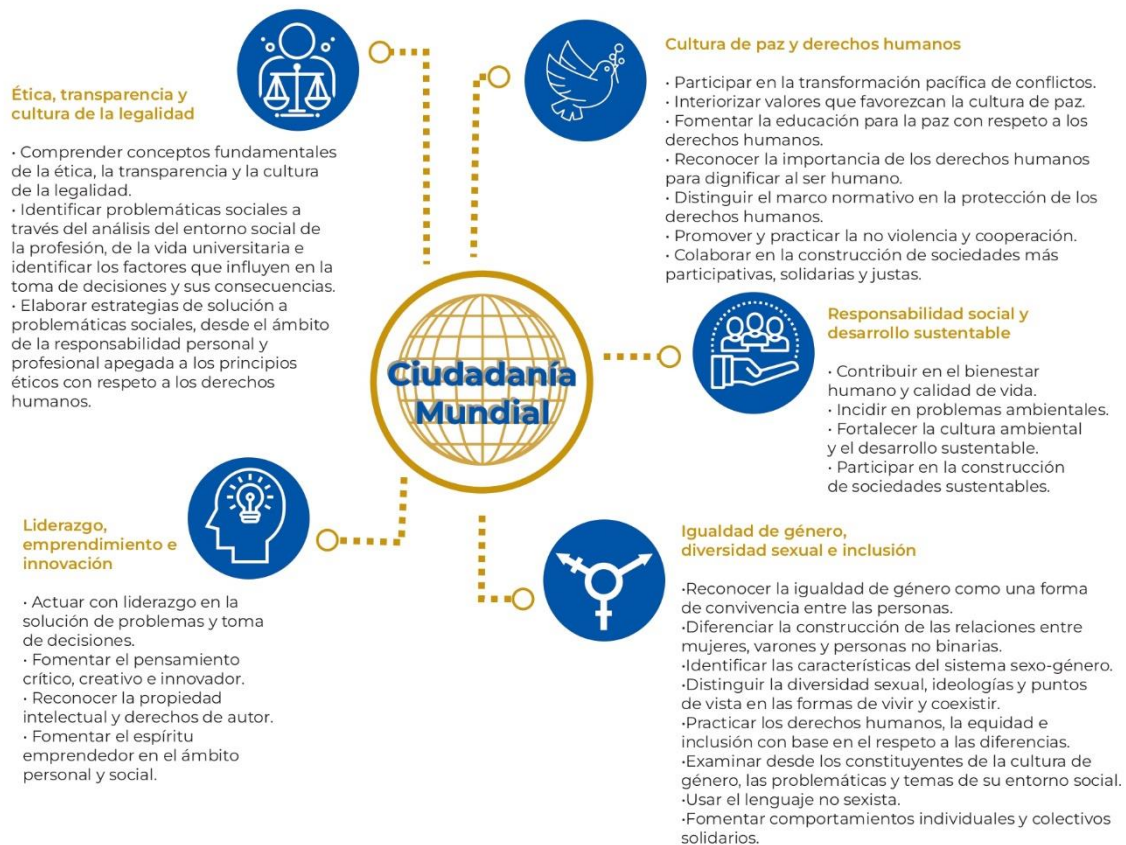 Ética, transparencia y
cultura de la legalidad
· Comprender conceptos fundamentales
de la ética, la transparencia y la cultura
de la legalidad.
· Identificar problemáticas sociales a
través del análisis del entorno social de
la profesión, de la vida universitaria e
identificar los factores que influyen en la
toma de decisiones y sus consecuencias.
· Elaborar estrategias de solución a
problemáticas sociales, desde el ámbito
de la responsabilidad personal y
profesional apegada a los principios
éticos con respeto a los derechos
humanos.
Cultura de paz y derechos humanos
· Participar en la transformación pacífica de conflictos.
· Interiorizar valores que favorezcan la cultura de paz.
· Fomentar la educación para la paz con respeto a los
derechos humanos.
· Reconocer la importancia de los derechos humanos
para dignificar al ser humano.
· Distinguir el marco normativo en la protección de los
derechos humanos.
· Promover y practicar la no violencia y cooperación.
· Colaborar en la construcción de sociedades más
participativas, solidarias y justas.
Ciudadanía
Mundial
Responsabilidad social y
desarrollo sustentable
· Contribuir en el bienestar
humano y calidad de vida.
· Incidir en problemas ambientales.
· Fortalecer la cultura ambiental
y el desarrollo sustentable.
· Participar en la construcción
de sociedades sustentables.
Liderazgo,
emprendimiento e
innovación
· Actuar con liderazgo en la
solución de problemas y toma
de decisiones.
· Fomentar el pensamiento
crítico, creativo e innovador.
· Reconocer la propiedad
intelectual y derechos de autor.
· Fomentar el espíritu
emprendedor en el ámbito
personal y social.
Igualdad de género,
diversidad sexual e inclusión
·Reconocer la igualdad de género como una forma
de convivencia entre las personas.
·Diferenciar la construcción de las relaciones entre
mujeres, varones y personas no binarias.
·Identificar las características del sistema sexo-género.
·Distinguir la diversidad sexual, ideologías y puntos
de vista en las formas de vivir y coexistir.
·Practicar los derechos humanos, la equidad e
inclusión con base en el respeto a las diferencias.
·Examinar desde los constituyentes de la cultura de
género, las problemáticas y temas de su entorno social.
·Usar el lenguaje no sexista.
·Fomentar comportamientos individuales y colectivos
solidarios.